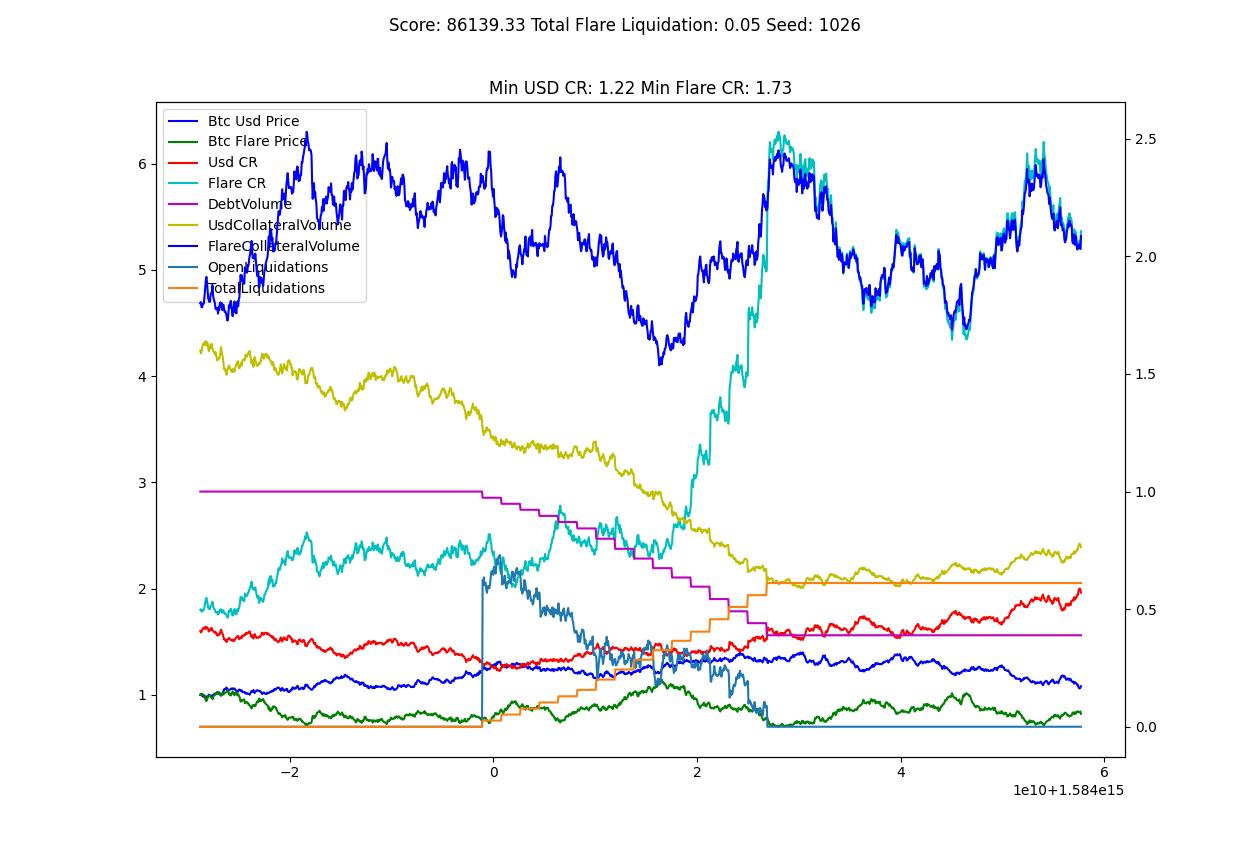 Score: 86139.33 Total Flare Liquidation: 0.05 Seed: 1026
Min USD CR: 1.22 Min Flare CR: 1.73
Btc Usd Price
Btc Flare Price
Usd CR
Flare CR
DebtVolume
UsdCollateralVolume
FlareCollateralVolume
OpenLiquidations
TotalLiquidations
6
5
4
3
2
1
2.5
2.0
1.5
1.0
0.5
0.0
−2
0
2
4
6
1e10+1.584e15